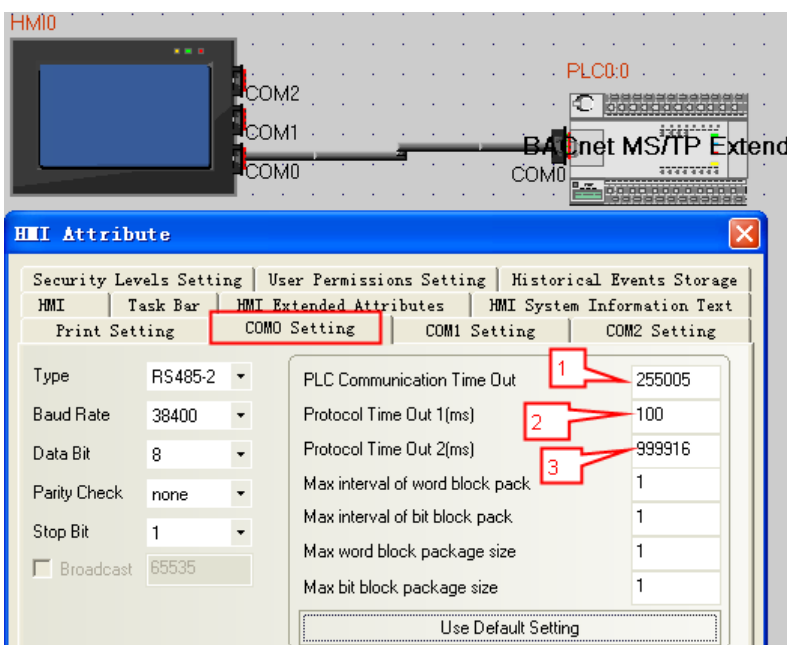 HMI0
COM2
PLC0:0
COM1
BACnet MS/TP Extend
COM0
COM0
HMI Attribute
Security Levels Setting User Permissions Setting Historical Events Storage
HMI Task Bar HMI Extended Attributes HMI System Information Text
Print Setting COM0 Setting COM1 Setting COM2 Setting
Type RS485-2 PLC Communication Time Out 1 255005
Baud Rate 38400 Protocol Time Out 1(ms) 2 100
Data Bit 8 Protocol Time Out 2(ms) 3 999916
Parity Check none Max interval of word block pack 1
Max interval of bit block pack 1
Stop Bit 1 Max word block package size 1
Broadcast 65535 Max bit block package size 1
Use Default Setting